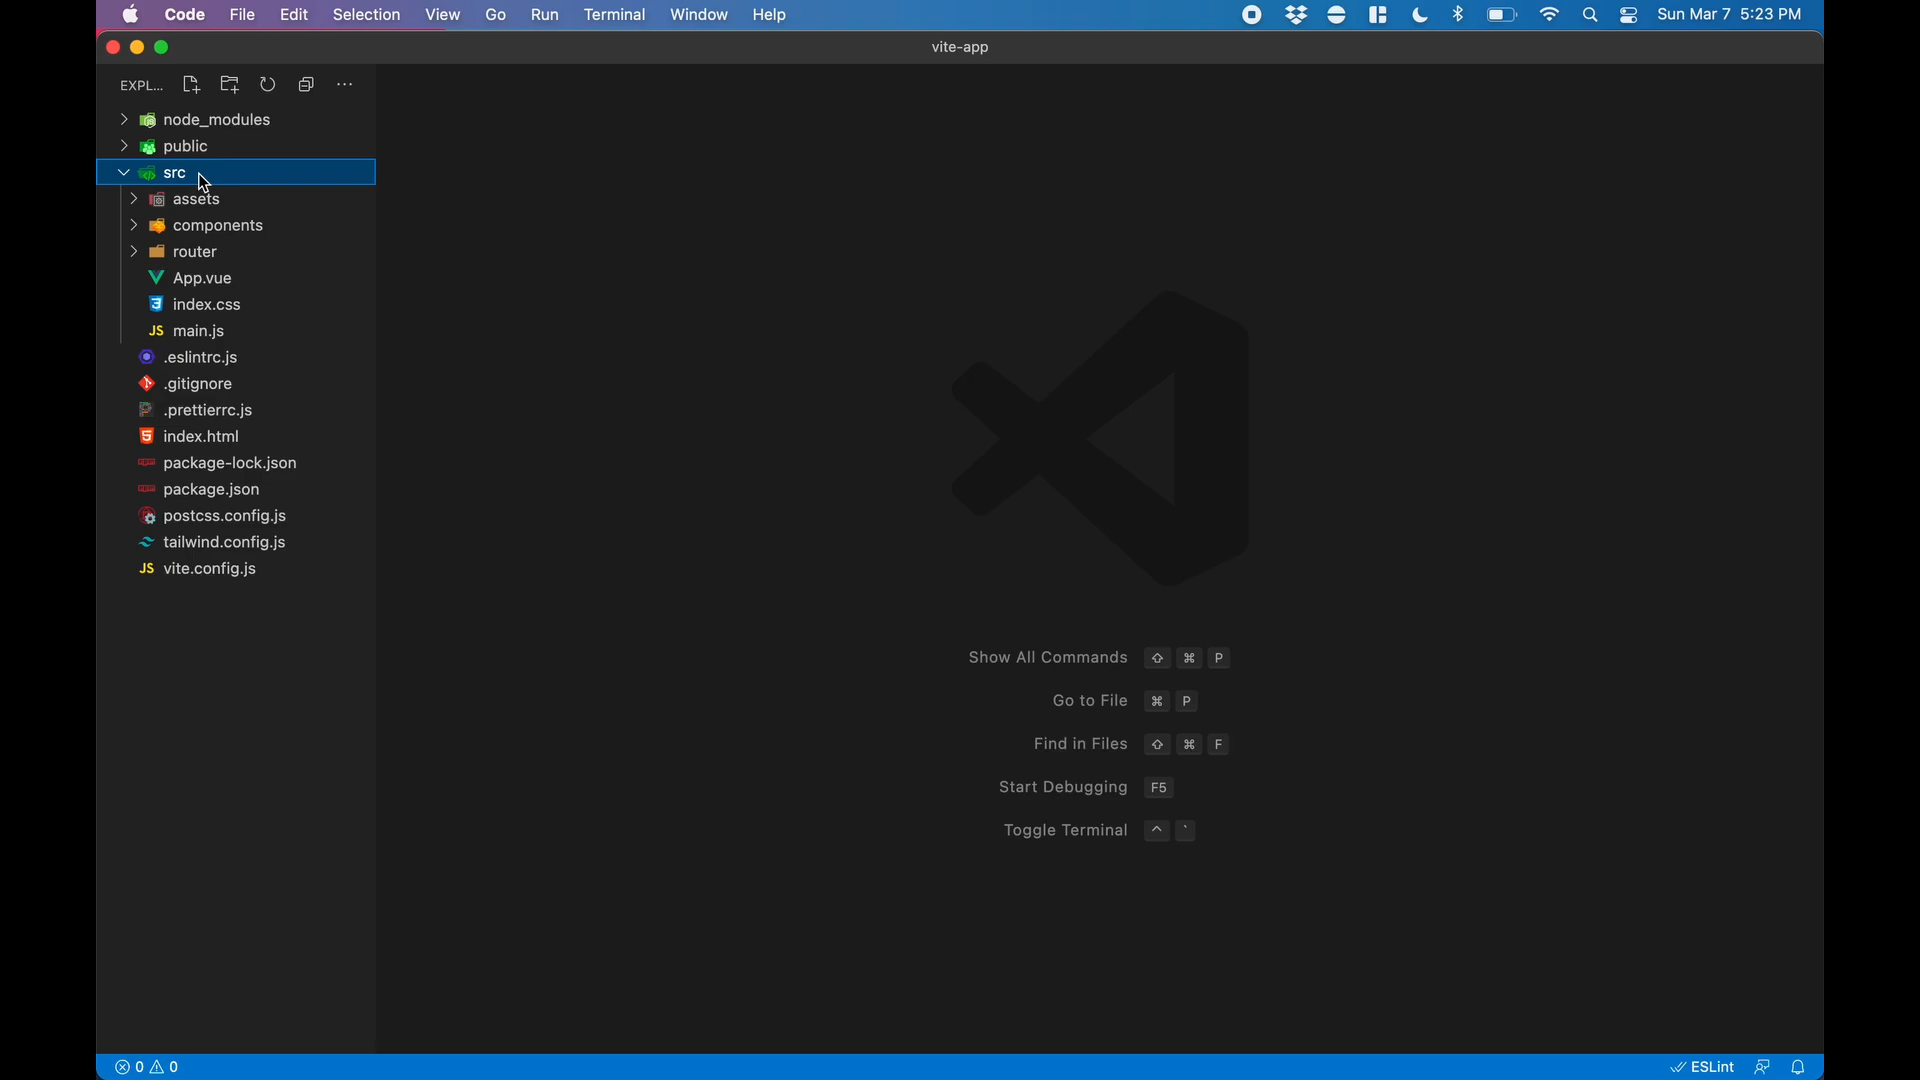 Code File Edit Selection View Go Run Terminal Window Help Sun Mar 7 5:23 PM
vite-app
EXPL...
node_modules
public
src
assets
components
router
App.vue
index.css
JS main.js
.eslintrc.js
.gitignore
.prettierrc.js
index.html
package-lock.json
package.json
postcss.config.js
tailwind.config.js
JS vite.config.js
Show All Commands ⇧ ⌘ P
Go to File ⌘ P
Find in Files ⇧ ⌘ F
Start Debugging F5
Toggle Terminal ^ `
0 0 ESLint